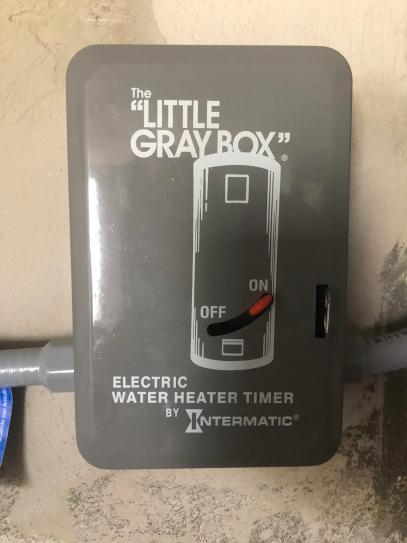 The
"LITTLE
GRAY BOX"®
ON
OFF
ELECTRIC
WATER HEATER TIMER
BY INTERMATIC®